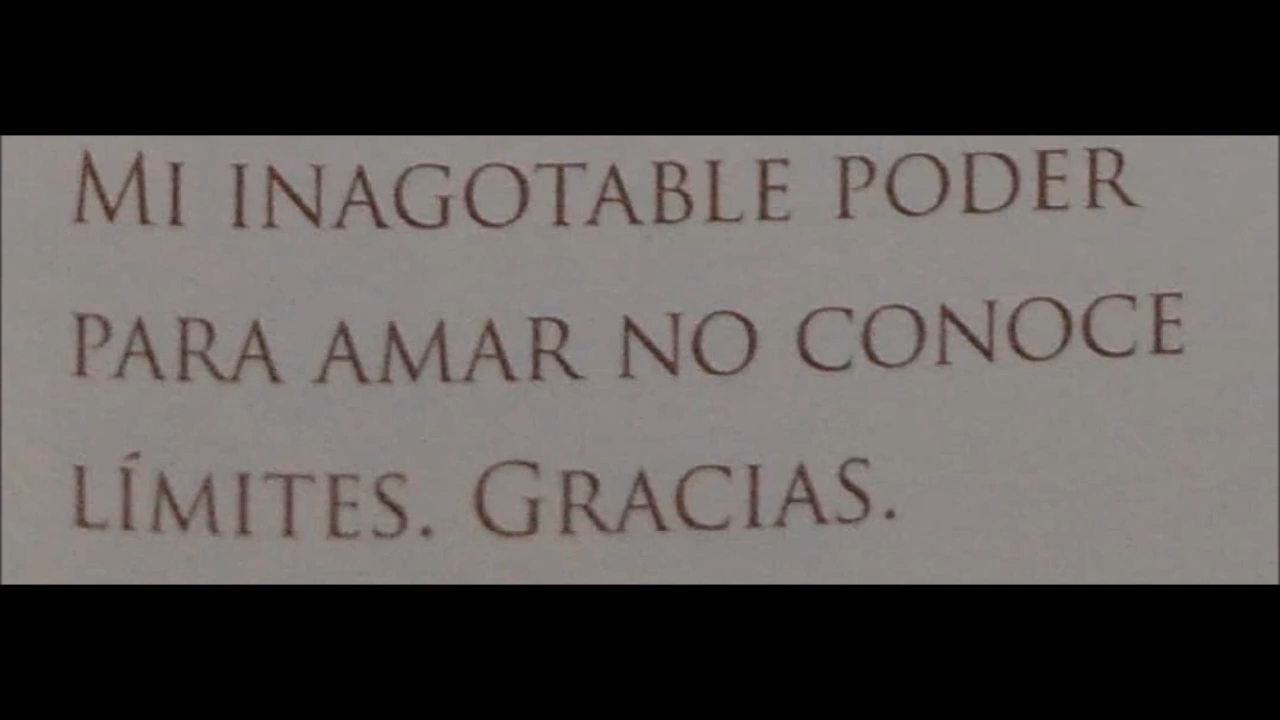 Mi inagotable poder
para amar no conoce
límites. Gracias.